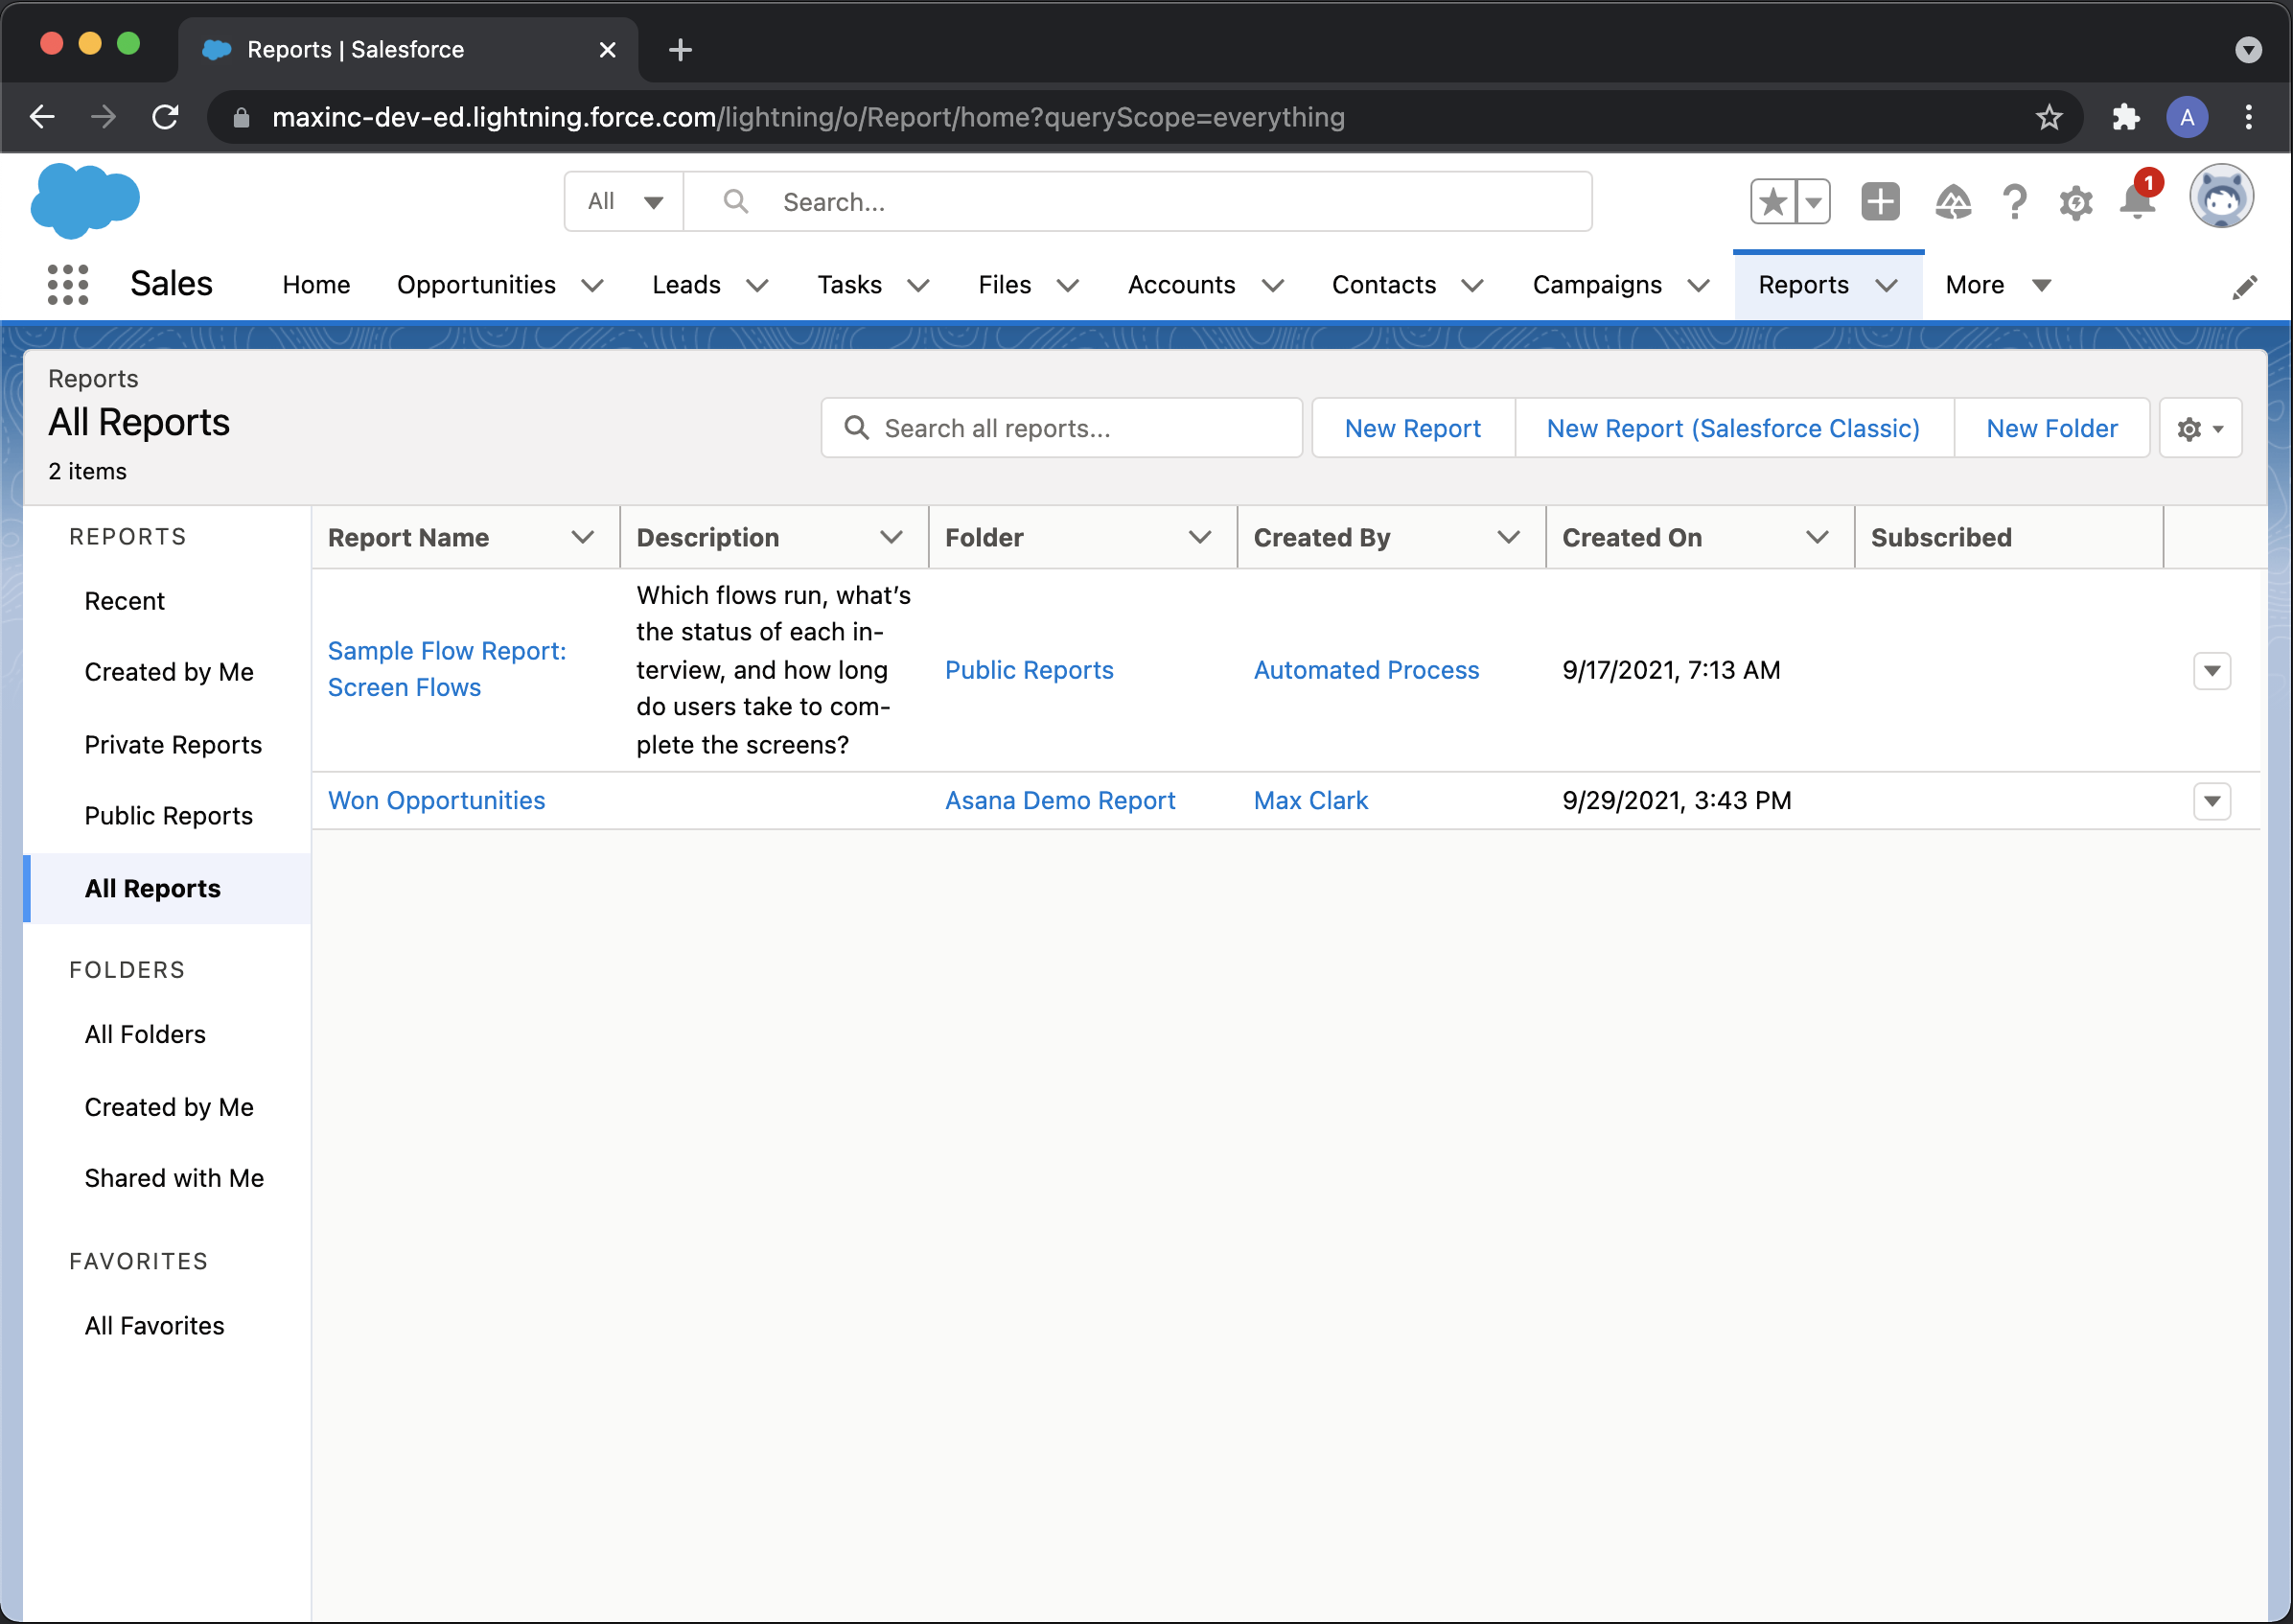 Reports | Salesforce
maxinc-dev-ed.lightning.force.com/lightning/o/Report/home?queryScope=everything
A
All
Search...
1
Sales
Home
Opportunities
Leads
Tasks
Files
Accounts
Contacts
Campaigns
Reports
More
Reports
All Reports
2 items
Search all reports...
New Report
New Report (Salesforce Classic)
New Folder
REPORTS
Recent
Created by Me
Private Reports
Public Reports
All Reports
FOLDERS
All Folders
Created by Me
Shared with Me
FAVORITES
All Favorites
Report Name
Description
Folder
Created By
Created On
Subscribed
Sample Flow Report:
Screen Flows
Which flows run, what’s
the status of each in-
terview, and how long
do users take to com-
plete the screens?
Public Reports
Automated Process
9/17/2021, 7:13 AM
Won Opportunities
Asana Demo Report
Max Clark
9/29/2021, 3:43 PM